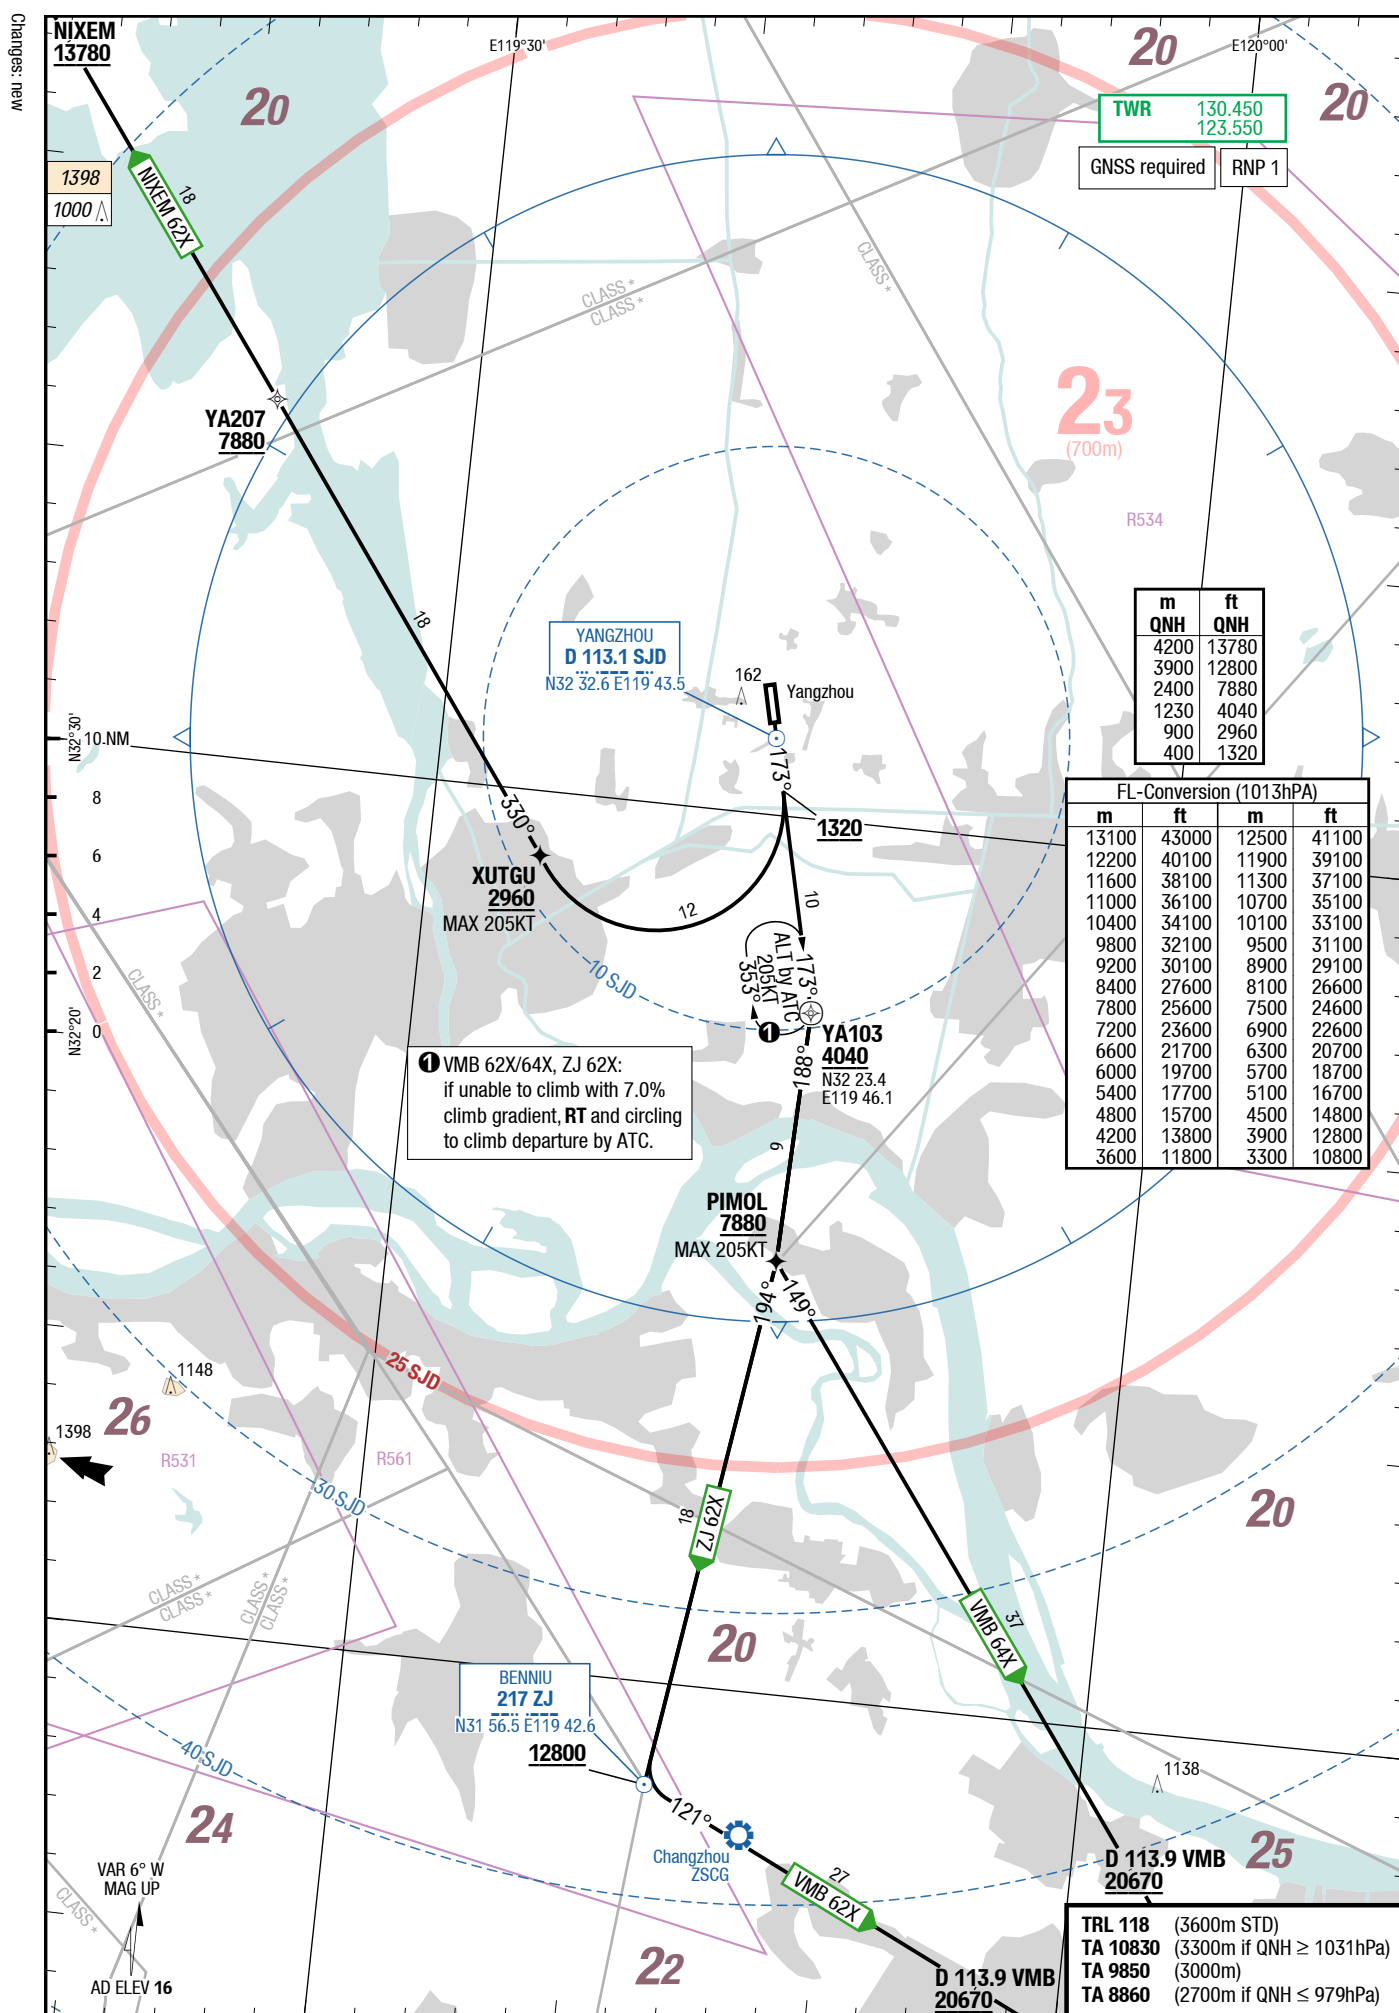 Changes: new
NIXEM
13780
E119°30'
E120°00'
20
20
20
TWR 130.450
123.550
GNSS required
RNP 1
1398
1000
18
NIXEM 62X
CLASS *
CLASS *
CLASS *
YA207
7880
23
(700m)
R534
18
YANGZHOU
D 113.1 SJD
N32 32.6 E119 43.5
162
Yangzhou
m ft
QNH QNH
4200 13780
3900 12800
2400 7880
1230 4040
900 2960
400 1320
N32°30'
10 NM
8
6
4
2
0
N32°20'
173°
1320
330°
XUTGU
2960
MAX 205KT
12
10
10 SJD
173°
ALT by ATC
205KT
353°
1
YA103
4040
N32 23.4
E119 46.1
188°
FL-Conversion (1013hPA)
m ft m ft
13100 43000 12500 41100
12200 40100 11900 39100
11600 38100 11300 37100
11000 36100 10700 35100
10400 34100 10100 33100
9800 32100 9500 31100
9200 30100 8900 29100
8400 27600 8100 26600
7800 25600 7500 24600
7200 23600 6900 22600
6600 21700 6300 20700
6000 19700 5700 18700
5400 17700 5100 16700
4800 15700 4500 14800
4200 13800 3900 12800
3600 11800 3300 10800
CLASS *
1 VMB 62X/64X, ZJ 62X:
if unable to climb with 7.0%
climb gradient, RT and circling
to climb departure by ATC.
6
PIMOL
7880
MAX 205KT
194°
149°
25 SJD
1148
26
1398
R531
R561
30 SJD
18
ZJ 62X
20
CLASS *
CLASS *
CLASS *
CLASS *
20
37
VMB 64X
BENNIU
217 ZJ
N31 56.5 E119 42.6
12800
40 SJD
1138
24
121°
Changzhou
ZSCG
27
VMB 62X
D 113.9 VMB
20670
25
VAR 6° W
MAG UP
CLASS *
AD ELEV 16
22
D 113.9 VMB
20670
TRL 118 (3600m STD)
TA 10830 (3300m if QNH ≥ 1031hPa)
TA 9850 (3000m)
TA 8860 (2700m if QNH ≤ 979hPa)